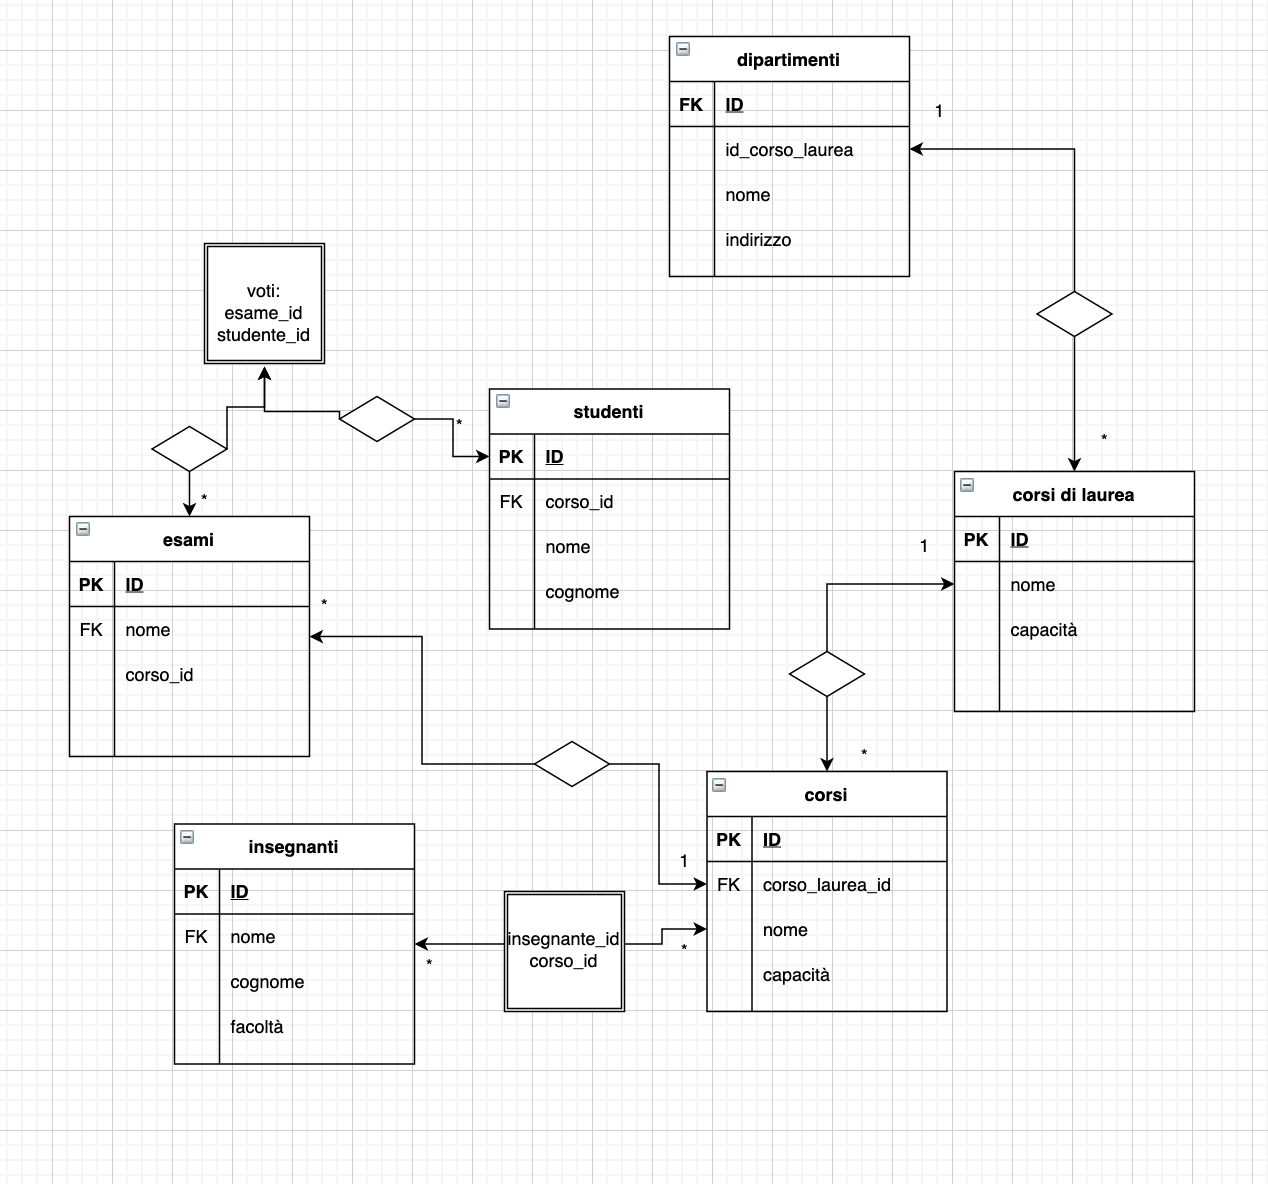 dipartimenti
FK ID
id_corso_laurea
nome
indirizzo
1
*
voti:
esame_id
studente_id
*
*
studenti
PK ID
FK corso_id
nome
cognome
corsi di laurea
PK ID
nome
capacità
1
*
esami
PK ID
FK nome
corso_id
*
1
corsi
PK ID
FK corso_laurea_id
nome
capacità
insegnanti
PK ID
FK nome
cognome
facoltà
insegnante_id
corso_id
*
*